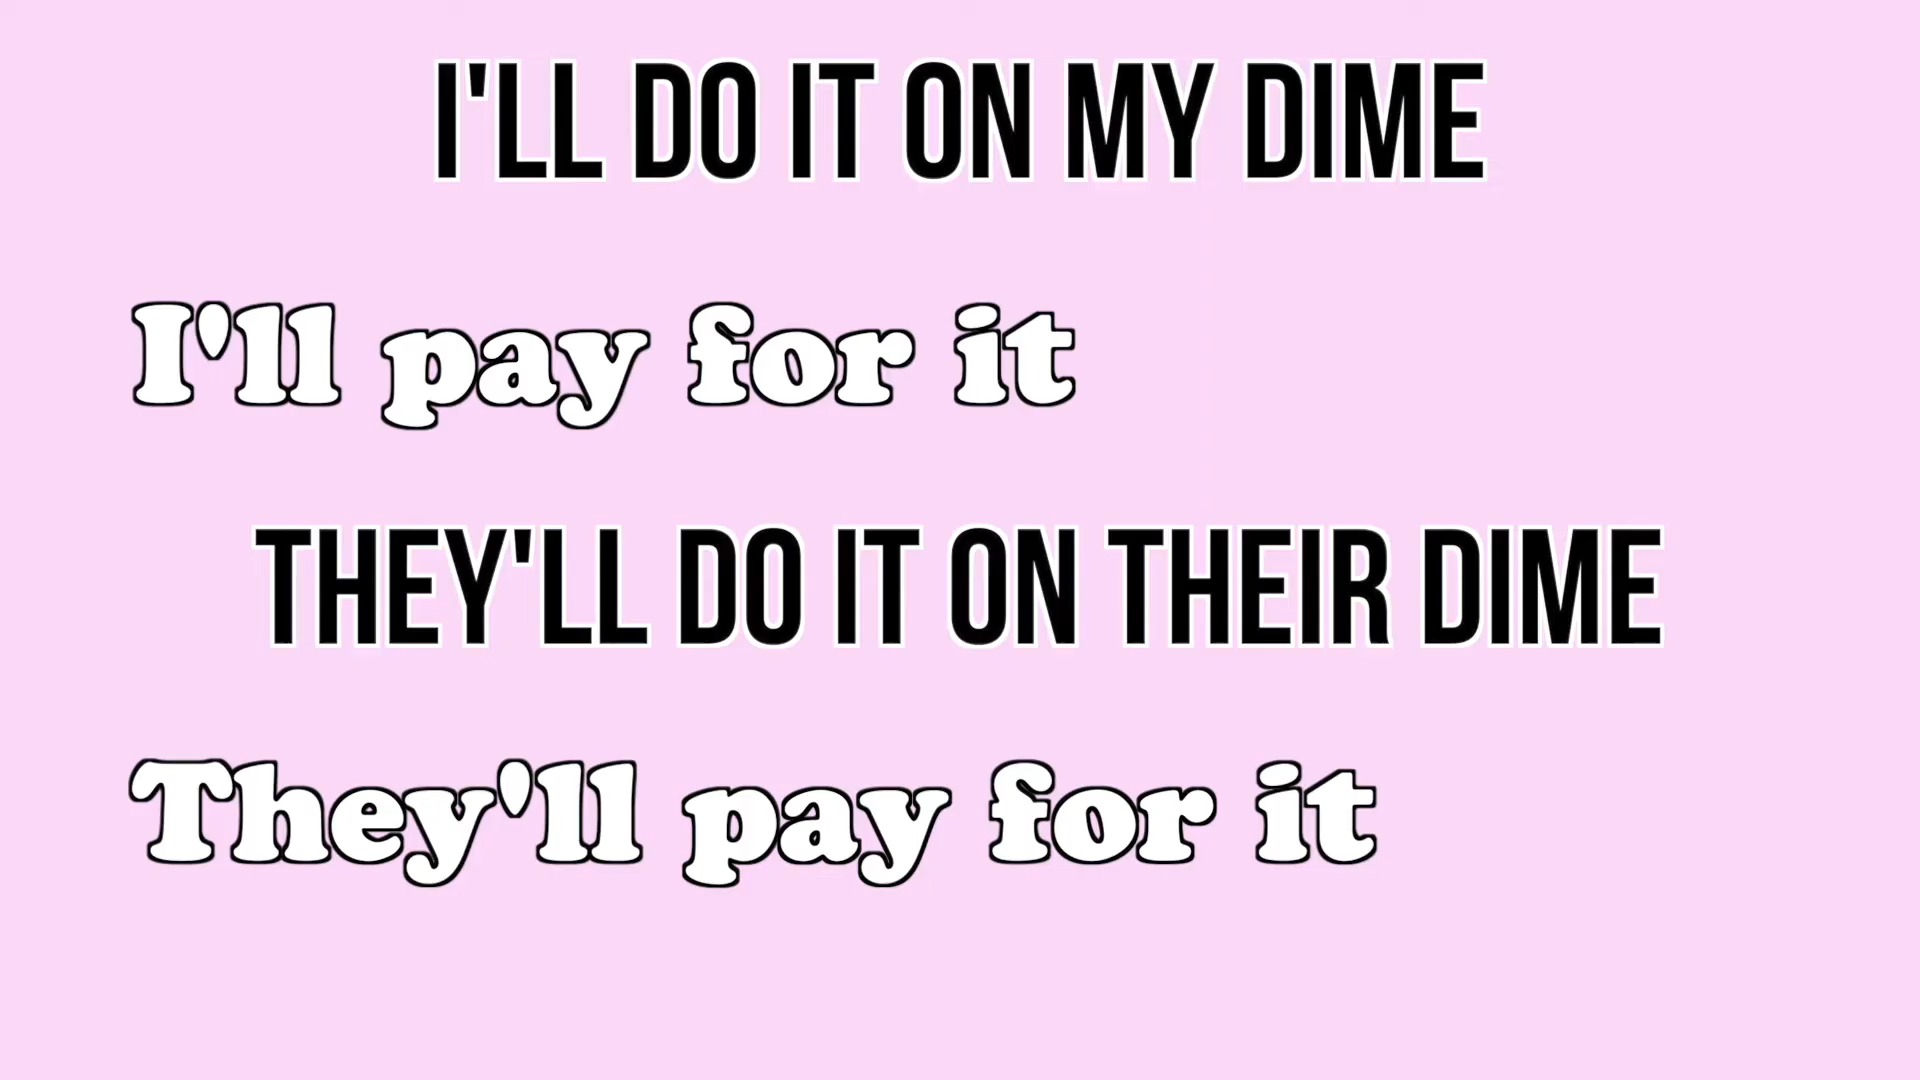 I'LL DO IT ON MY DIME
I'll pay for it
THEY'LL DO IT ON THEIR DIME
They'll pay for it